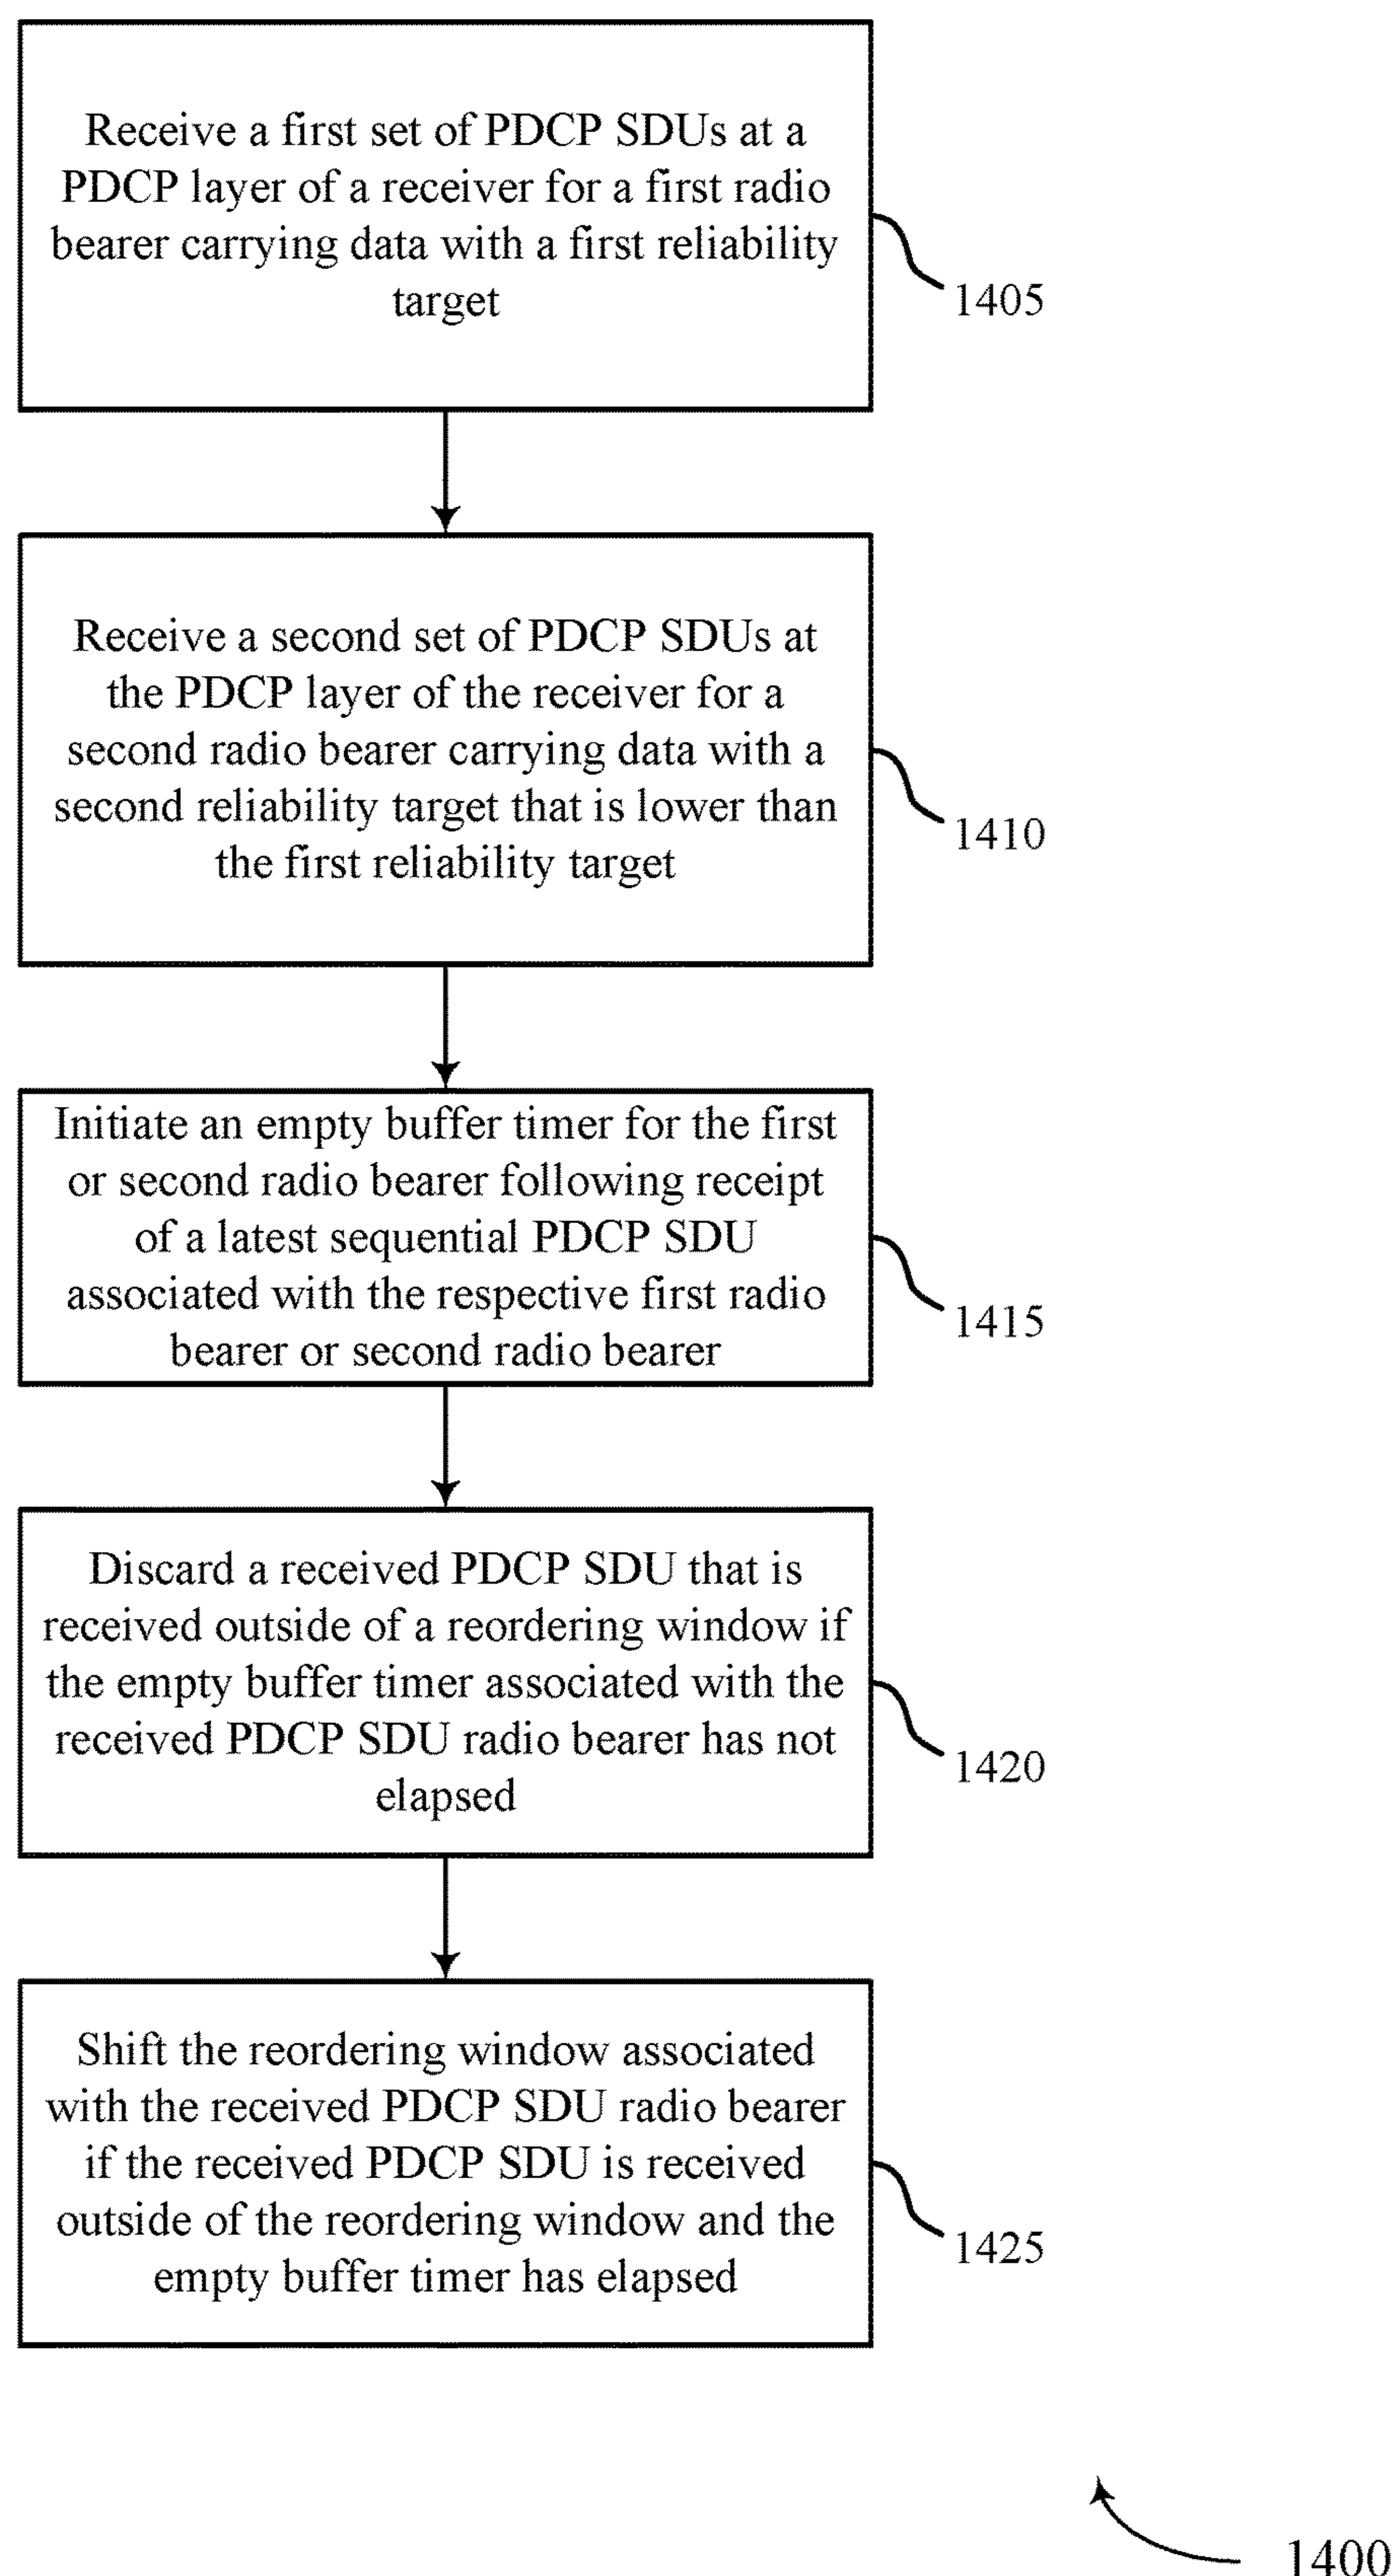 Receive a first set of PDCP SDUs at a
PDCP layer of a receiver for a first radio
bearer carrying data with a first reliability
target
1405
Receive a second set of PDCP SDUs at
the PDCP layer of the receiver for a
second radio bearer carrying data with a
second reliability target that is lower than
the first reliability target
1410
Initiate an empty buffer timer for the first
or second radio bearer following receipt
of a latest sequential PDCP SDU
associated with the respective first radio
bearer or second radio bearer
1415
Discard a received PDCP SDU that is
received outside of a reordering window if
the empty buffer timer associated with the
received PDCP SDU radio bearer has not
elapsed
1420
Shift the reordering window associated
with the received PDCP SDU radio bearer
if the received PDCP SDU is received
outside of the reordering window and the
empty buffer timer has elapsed
1425
1400